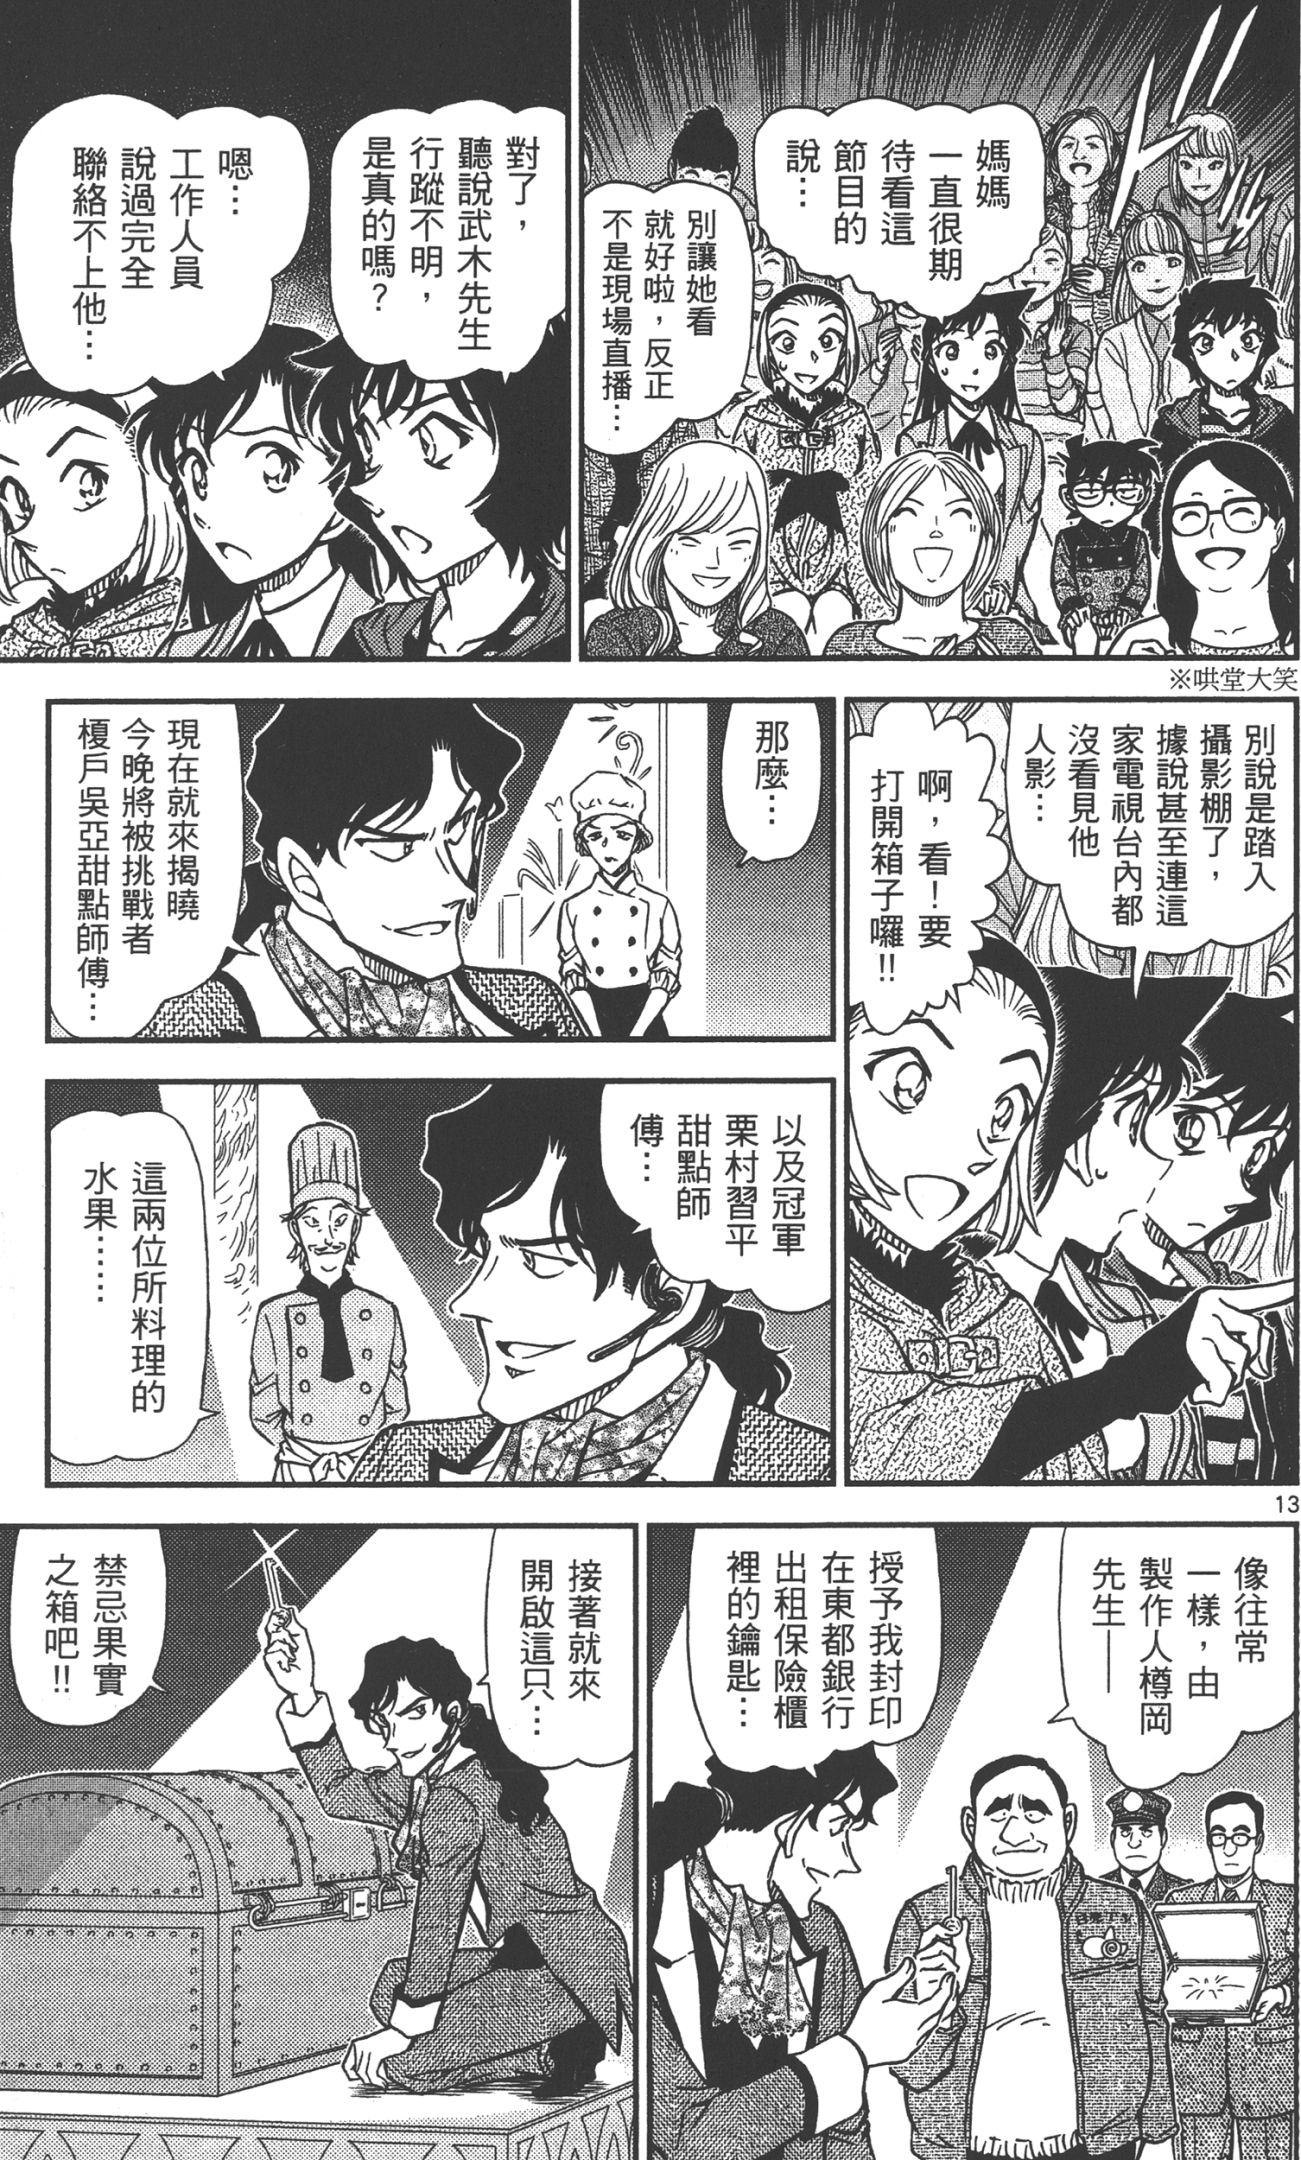 媽媽
一直很期
待看這
節目的
說…
別讓她看
就好啦,反正
不是現場直播…
※哄堂大笑
對了,
聽說武木先生
行蹤不明,
是真的嗎?
嗯…
工作人員
說過完全
聯絡不上他…
別說是踏入
攝影棚了,
據說甚至連這
家電視台內都
沒看見他
人影…
啊,看!要
打開箱子囉!!
那麼…
現在就來揭曉
今晚將被挑戰者
榎戶吳亞甜點師傅…
以及冠軍
栗村習平
甜點師
傅…
這兩位所料理的
水果……
13
像往常
一樣,由
製作人樽岡
先生——
授予我封印
在東都銀行
出租保險櫃
裡的鑰匙…
接著就來
開啟這只…
禁忌果實
之箱吧!!